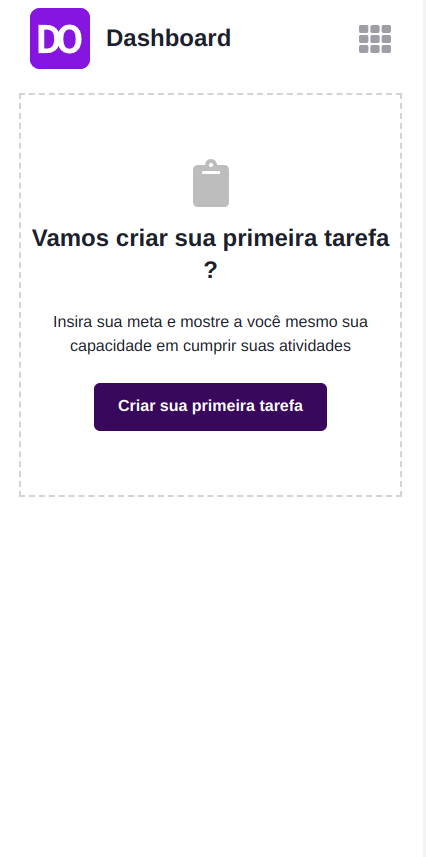 DO
Dashboard
Vamos criar sua primeira tarefa
?
Insira sua meta e mostre a você mesmo sua
capacidade em cumprir suas atividades
Criar sua primeira tarefa